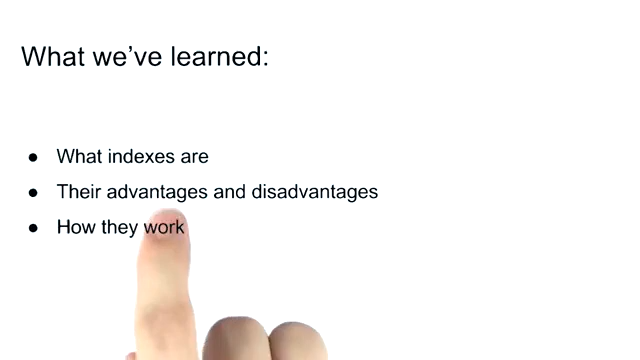 What we’ve learned:
● What indexes are
● Their advantages and disadvantages
● How they work